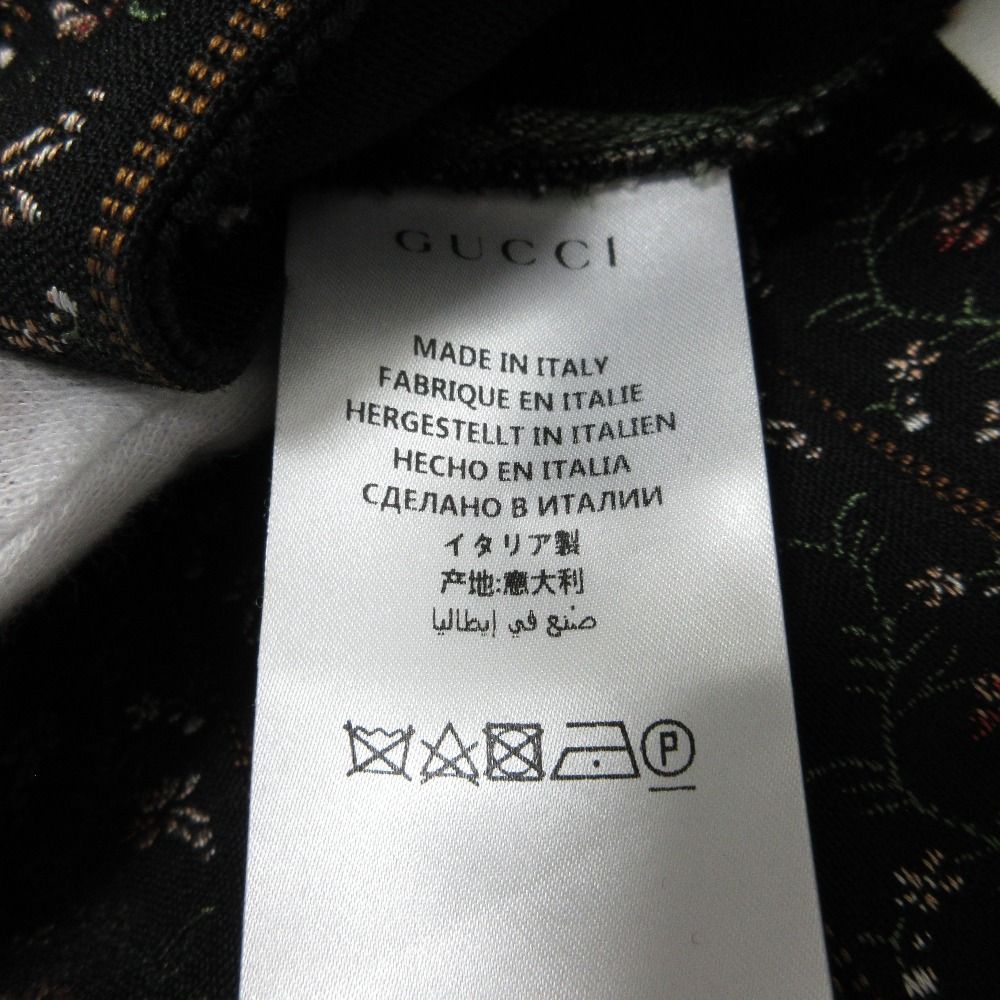 GUCCI
MADE IN ITALY
FABRIQUE EN ITALIE
HERGESTELLT IN ITALIEN
HECHO EN ITALIA
СДЕЛАНО В ИТАЛИИ
イタリア製
产地:意大利
صنع في إيطاليا
P